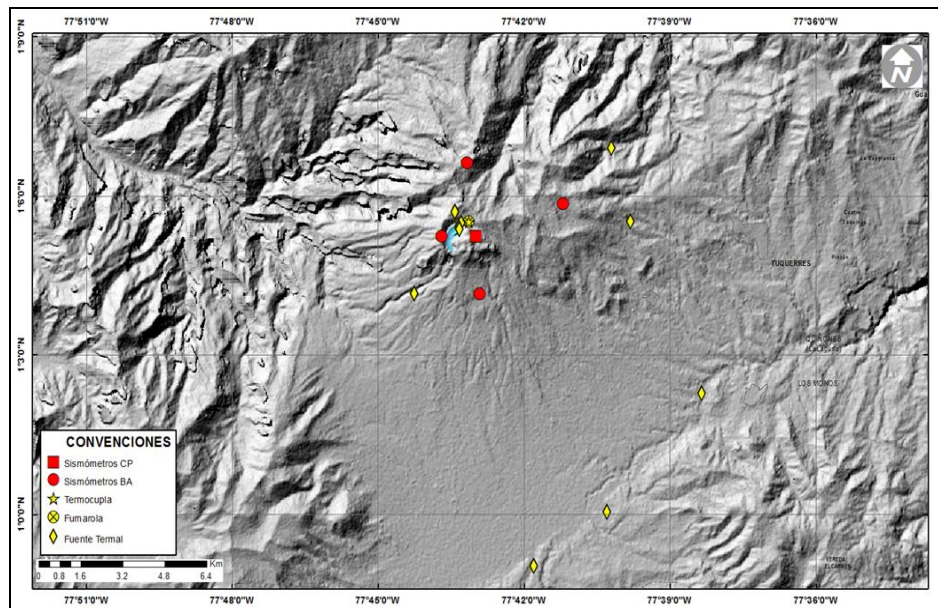 77°51'0"W 77°48'0"W 77°45'0"W 77°42'0"W 77°39'0"W 77°36'0"W
1°9'0"N
N
1°6'0"N
TUQUERRES
1°3'0"N
LOS MONOS
1°0'0"N
CONVENCIONES
Sismómetros CP
Sismómetros BA
Termocupla
Fumarola
Fuente Termal
Km
0 0.8 1.6 3.2 4.8 6.4
77°51'0"W 77°48'0"W 77°45'0"W 77°42'0"W 77°39'0"W 77°36'0"W